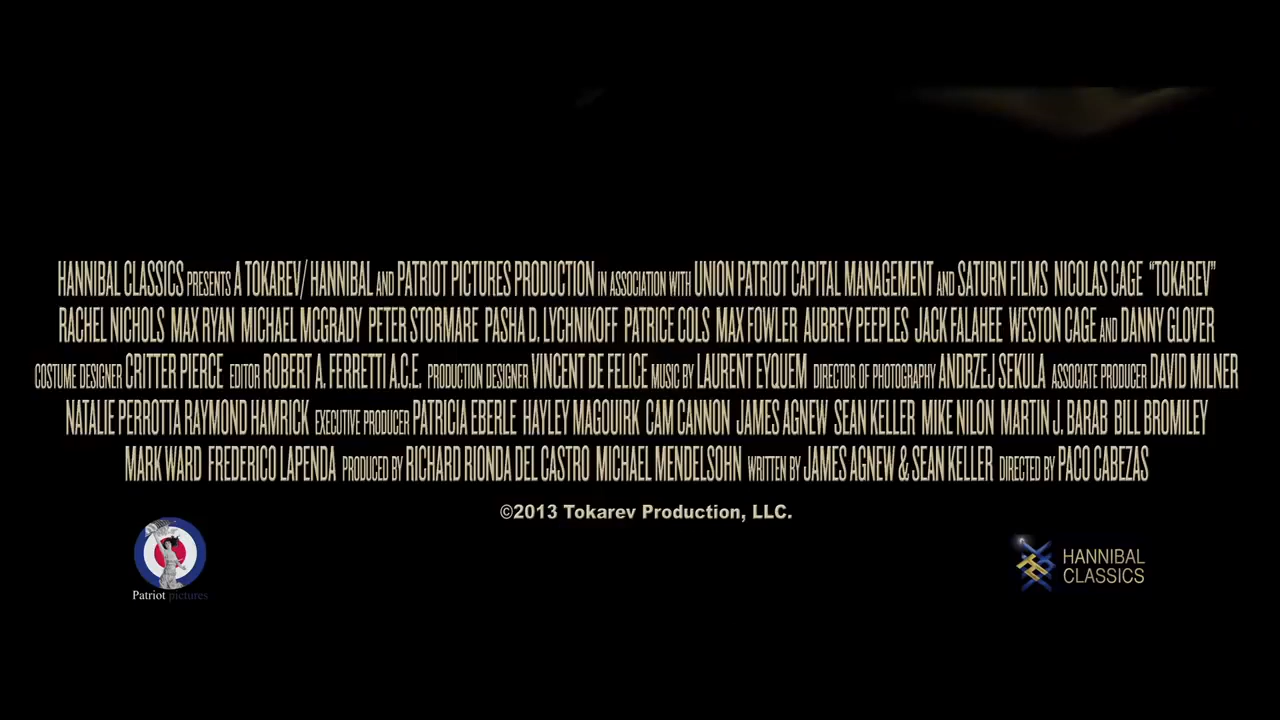 HANNIBAL CLASSICS PRESENTS A TOKAREV/ HANNIBAL AND PATRIOT PICTURES PRODUCTION IN ASSOCIATION WITH UNION PATRIOT CAPITAL MANAGEMENT AND SATURN FILMS NICOLAS CAGE "TOKAREV"
RACHEL NICHOLS MAX RYAN MICHAEL MCGRADY PETER STORMARE PASHA D. LYCHNIKOFF PATRICE COLS MAX FOWLER AUBREY PEEPLES JACK FALAHEE WESTON CAGE AND DANNY GLOVER
COSTUME DESIGNER CRITTER PIERCE EDITOR ROBERT A. FERRETTI A.C.E. PRODUCTION DESIGNER VINCENT DE FELICE MUSIC BY LAURENT EYQUEM DIRECTOR OF PHOTOGRAPHY ANDRZEJ SEKULA ASSOCIATE PRODUCER DAVID MILNER
NATALIE PERROTTA RAYMOND HAMRICK EXECUTIVE PRODUCER PATRICIA EBERLE HAYLEY MAGOUIRK CAM CANNON JAMES AGNEW SEAN KELLER MIKE NILON MARTIN J. BARAB BILL BROMILEY
MARK WARD FREDERICO LAPENDA PRODUCED BY RICHARD RIONDA DEL CASTRO MICHAEL MENDELSOHN WRITTEN BY JAMES AGNEW & SEAN KELLER DIRECTED BY PACO CABEZAS
©2013 Tokarev Production, LLC.
Patriot pictures
HANNIBAL
CLASSICS